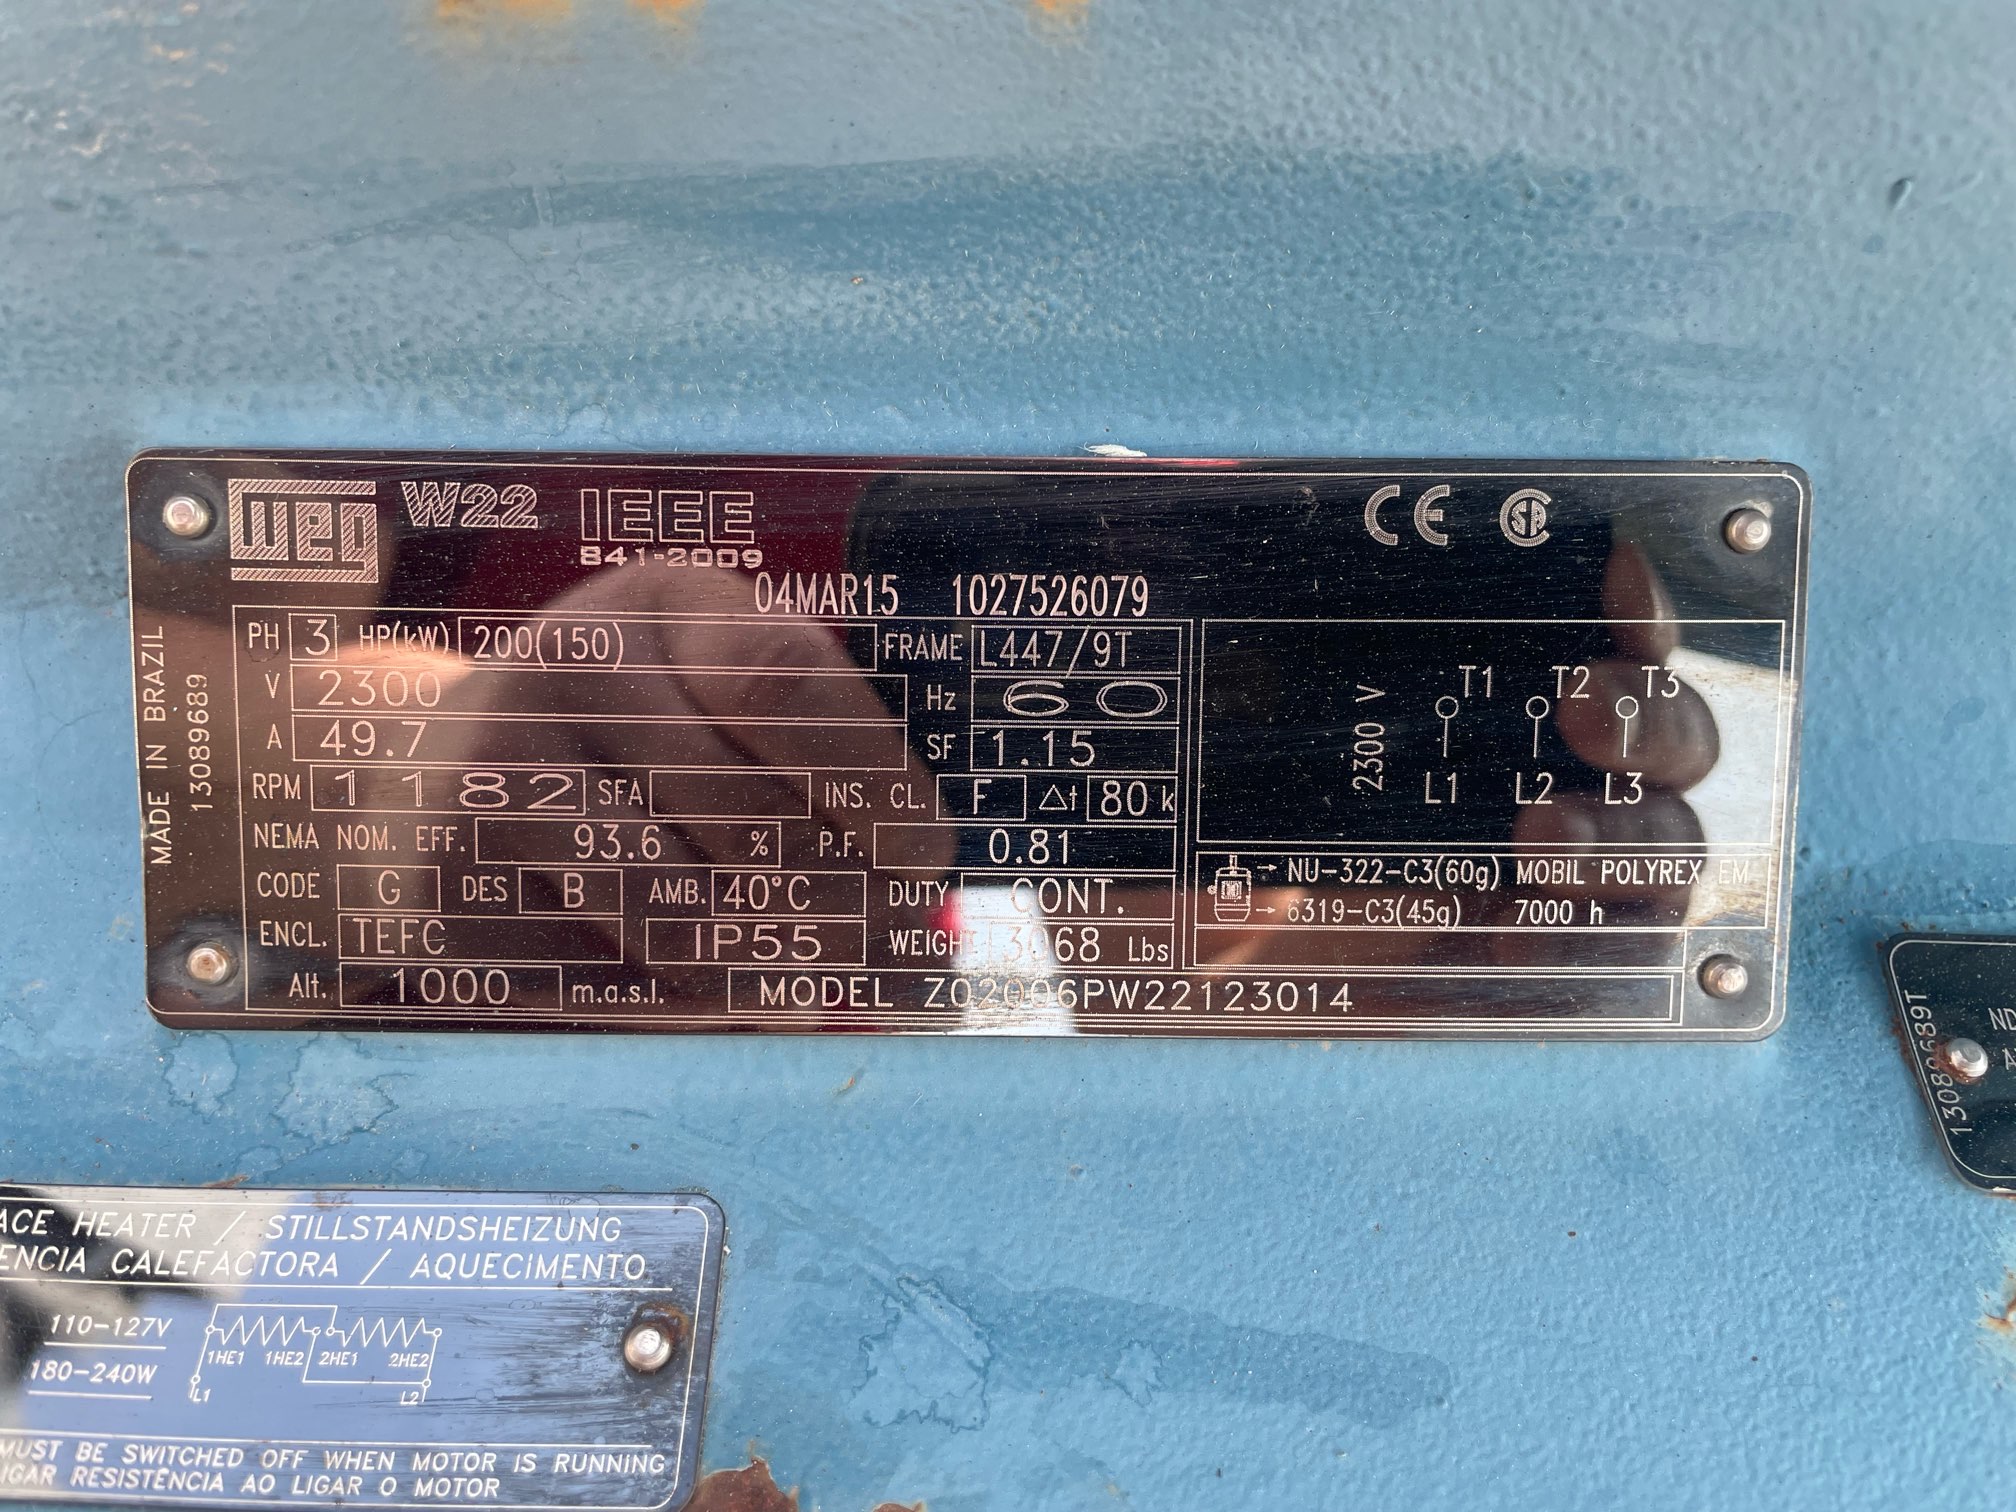 weg W22 IEEE
841-2009
CE CSA
04MAR15 1027526079
MADE IN BRAZIL
13089689
PH 3 HP(kW) 200(150) FRAME L447/9T
V 2300 Hz 60
A 49.7 SF 1.15
RPM 1182 SFA INS. CL. F Δt 80 k
NEMA NOM. EFF. 93.6 % P.F. 0.81
CODE G DES B AMB. 40°C DUTY CONT.
ENCL. TEFC IP55 WEIGHT 3068 Lbs
Alt. 1000 m.a.s.l. MODEL Z02006PW22123014
2300 V
T1 T2 T3
L1 L2 L3
→ NU-322-C3(60g) MOBIL POLYREX EM
→ 6319-C3(45g) 7000 h
13089689T
ND
ACE HEATER / STILLSTANDSHEIZUNG
ENCIA CALEFACTORA / AQUECIMENTO
110-127V
180-240W
1HE1 1HE2 2HE1 2HE2
L1 L2
MUST BE SWITCHED OFF WHEN MOTOR IS RUNNING
IGAR RESISTÊNCIA AO LIGAR O MOTOR